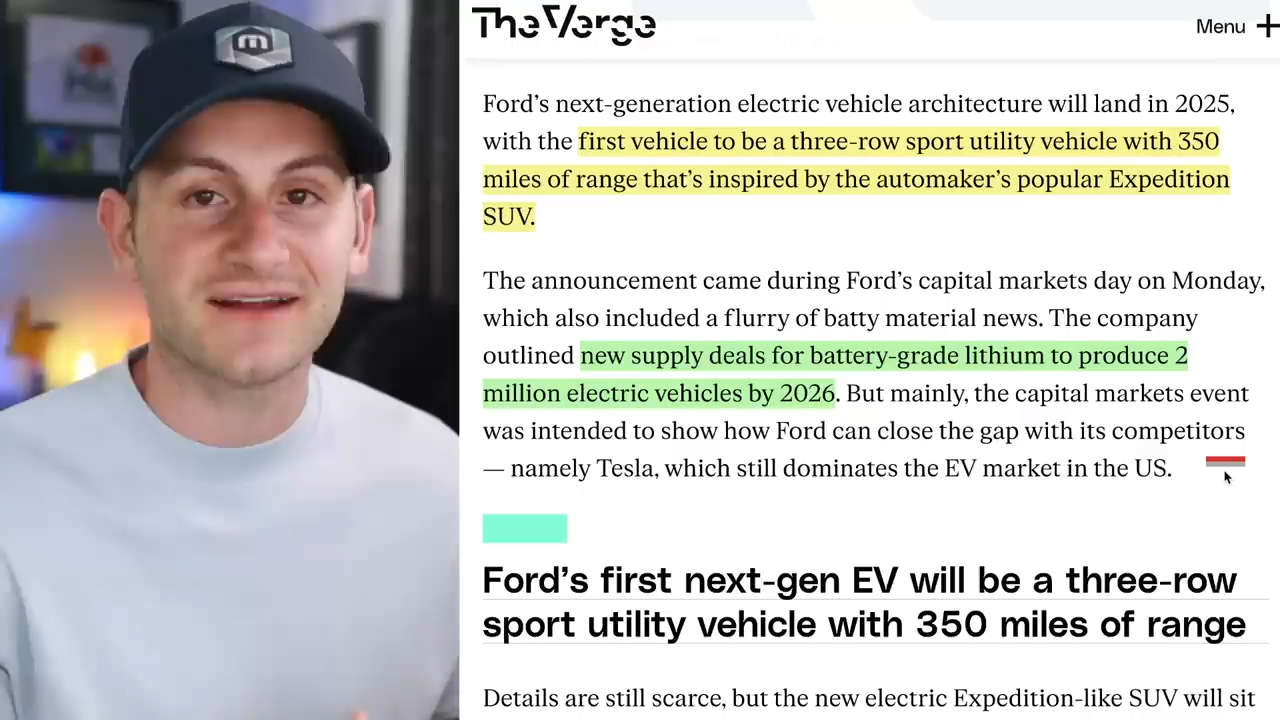 The Verge
Menu
Ford’s next-generation electric vehicle architecture will land in 2025,
with the first vehicle to be a three-row sport utility vehicle with 350
miles of range that’s inspired by the automaker’s popular Expedition
SUV.
The announcement came during Ford’s capital markets day on Monday,
which also included a flurry of batty material news. The company
outlined new supply deals for battery-grade lithium to produce 2
million electric vehicles by 2026. But mainly, the capital markets event
was intended to show how Ford can close the gap with its competitors
— namely Tesla, which still dominates the EV market in the US.
Ford’s first next-gen EV will be a three-row
sport utility vehicle with 350 miles of range
Details are still scarce, but the new electric Expedition-like SUV will sit